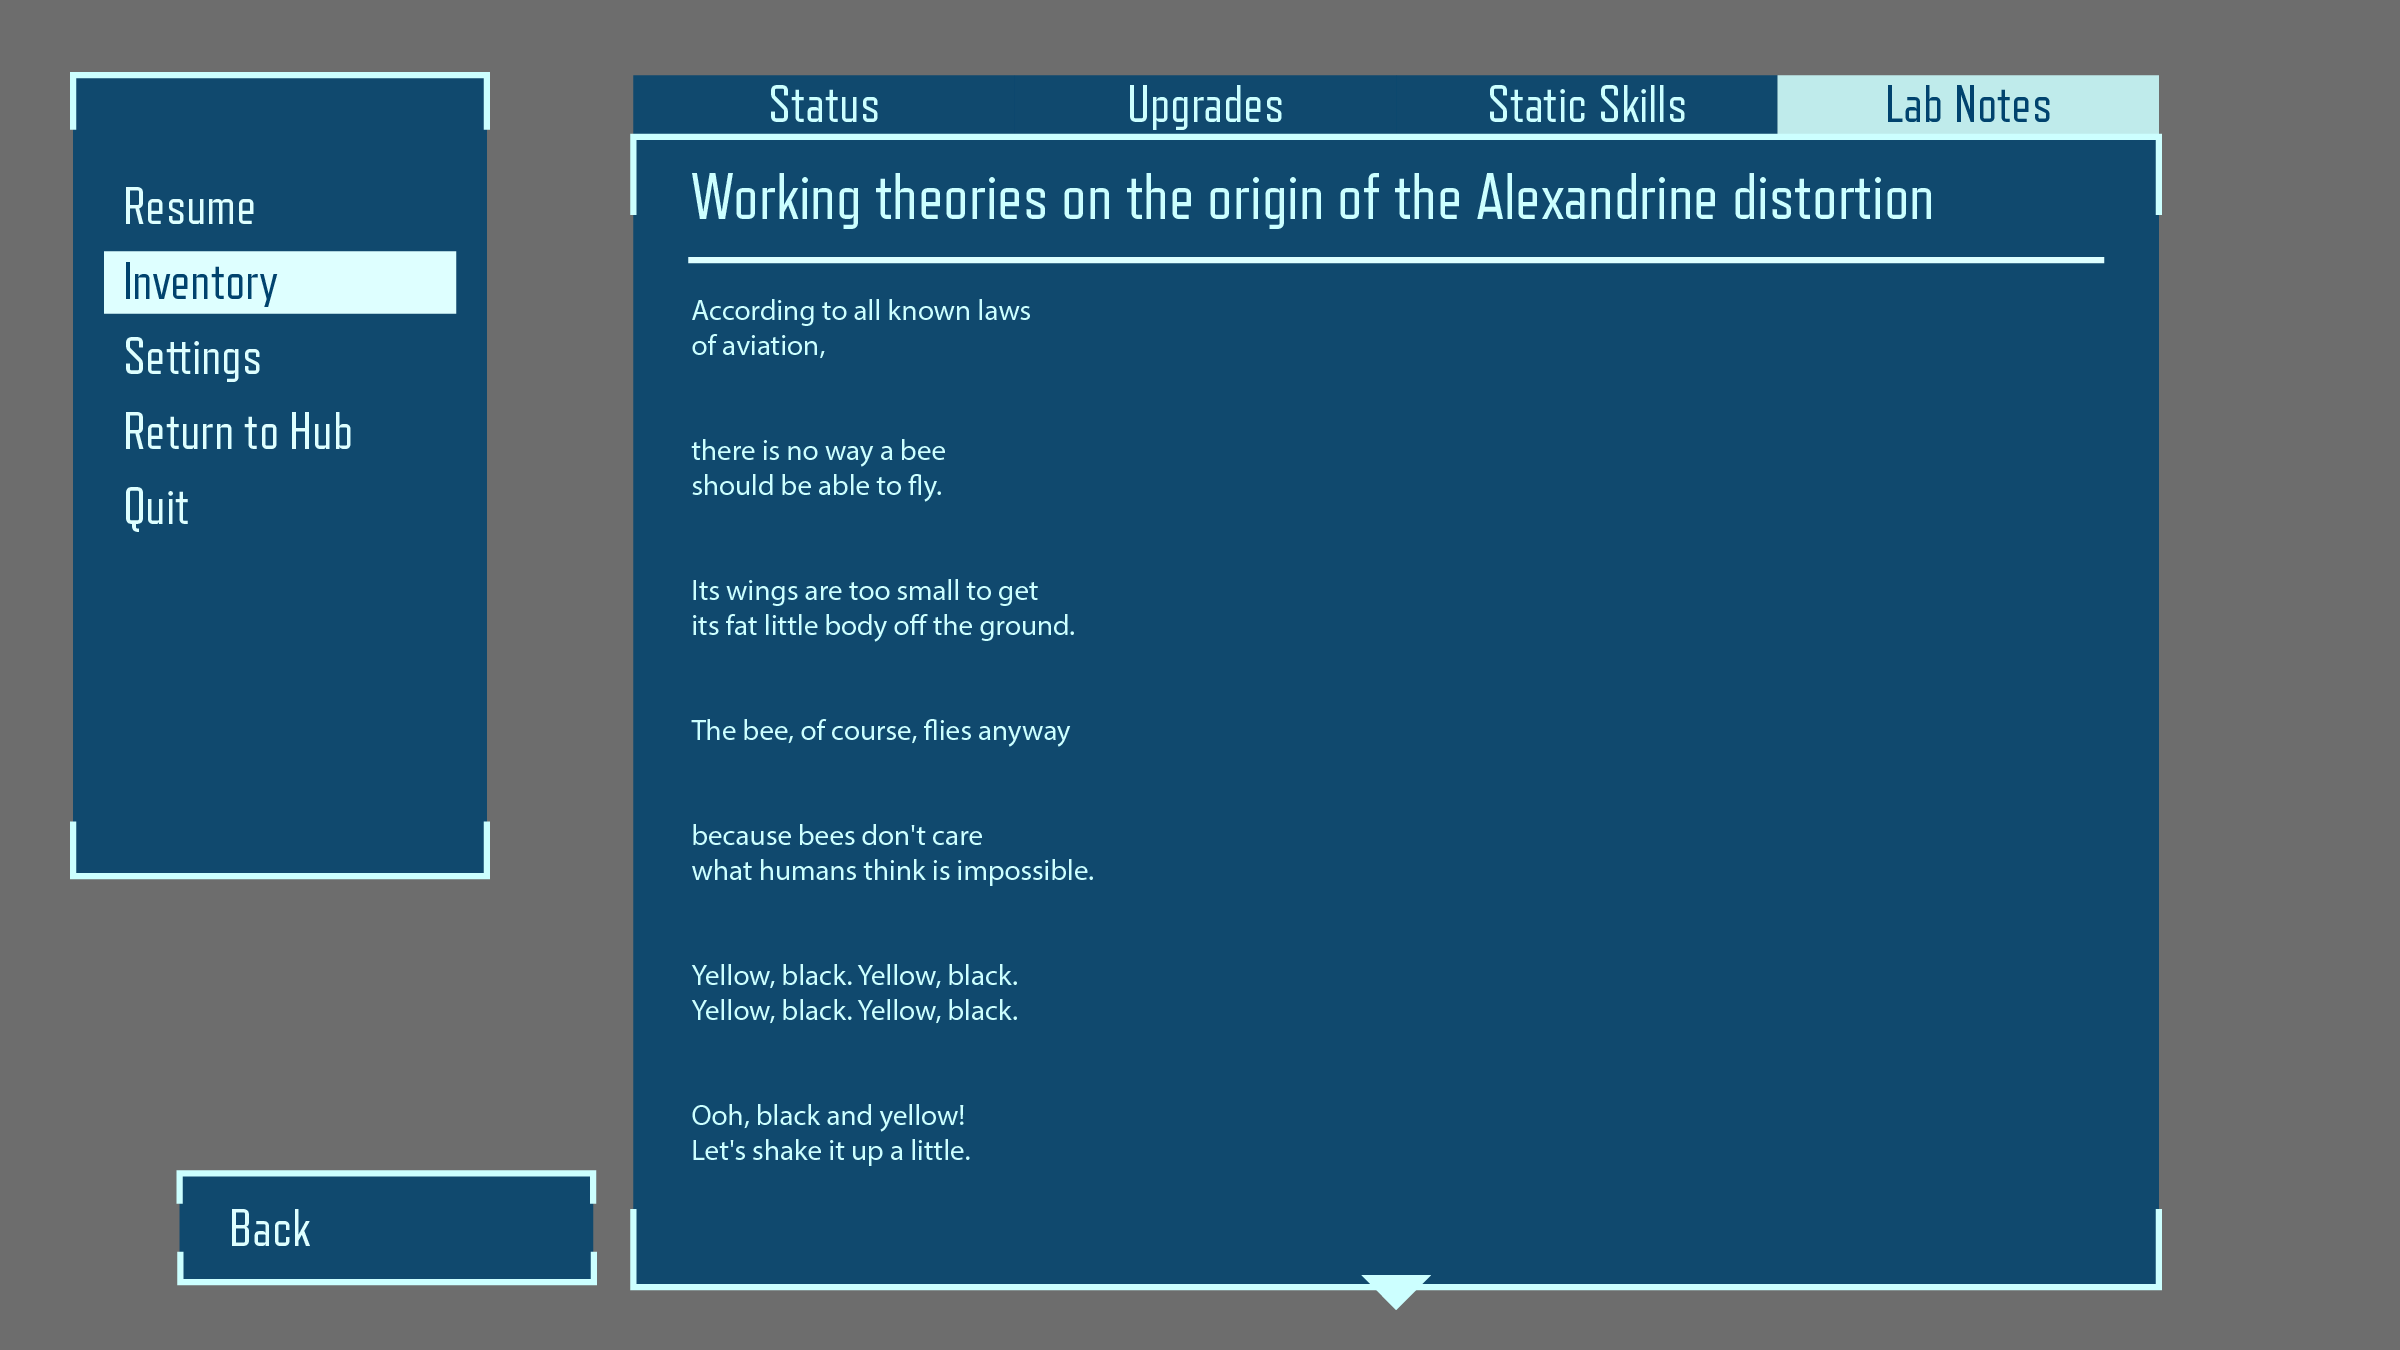 Resume
Inventory
Settings
Return to Hub
Quit
Back
Status
Upgrades
Static Skills
Lab Notes
Working theories on the origin of the Alexandrine distortion
According to all known laws
of aviation,
there is no way a bee
should be able to fly.
Its wings are too small to get
its fat little body off the ground.
The bee, of course, flies anyway
because bees don't care
what humans think is impossible.
Yellow, black. Yellow, black.
Yellow, black. Yellow, black.
Ooh, black and yellow!
Let's shake it up a little.